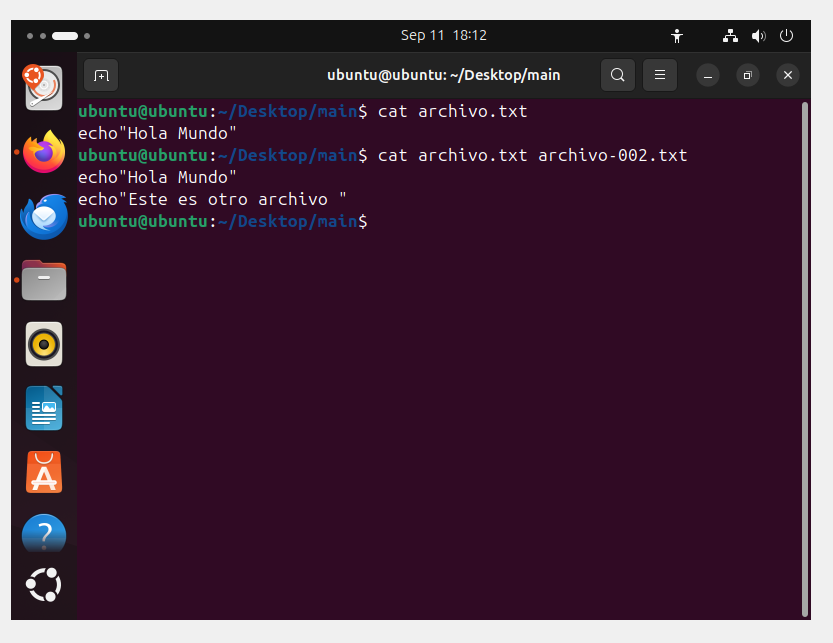 Sep 11 18:12
ubuntu@ubuntu: ~/Desktop/main
ubuntu@ubuntu:~/Desktop/main$ cat archivo.txt
echo"Hola Mundo"
ubuntu@ubuntu:~/Desktop/main$ cat archivo.txt archivo-002.txt
echo"Hola Mundo"
echo"Este es otro archivo "
ubuntu@ubuntu:~/Desktop/main$